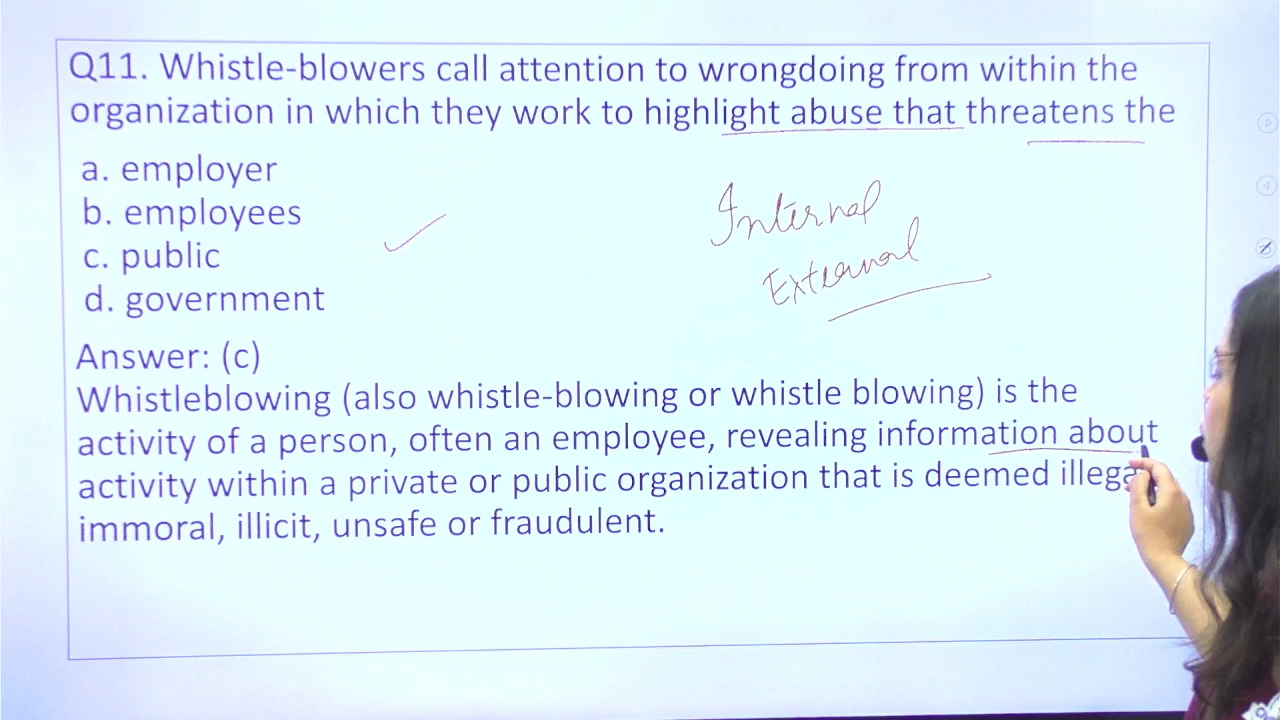 Q11. Whistle-blowers call attention to wrongdoing from within the
organization in which they work to highlight abuse that threatens the
a. employer
b. employees
c. public
d. government
Internal
External
Answer: (c)
Whistleblowing (also whistle-blowing or whistle blowing) is the
activity of a person, often an employee, revealing information about
activity within a private or public organization that is deemed
immoral, illicit, unsafe or fraudulent.